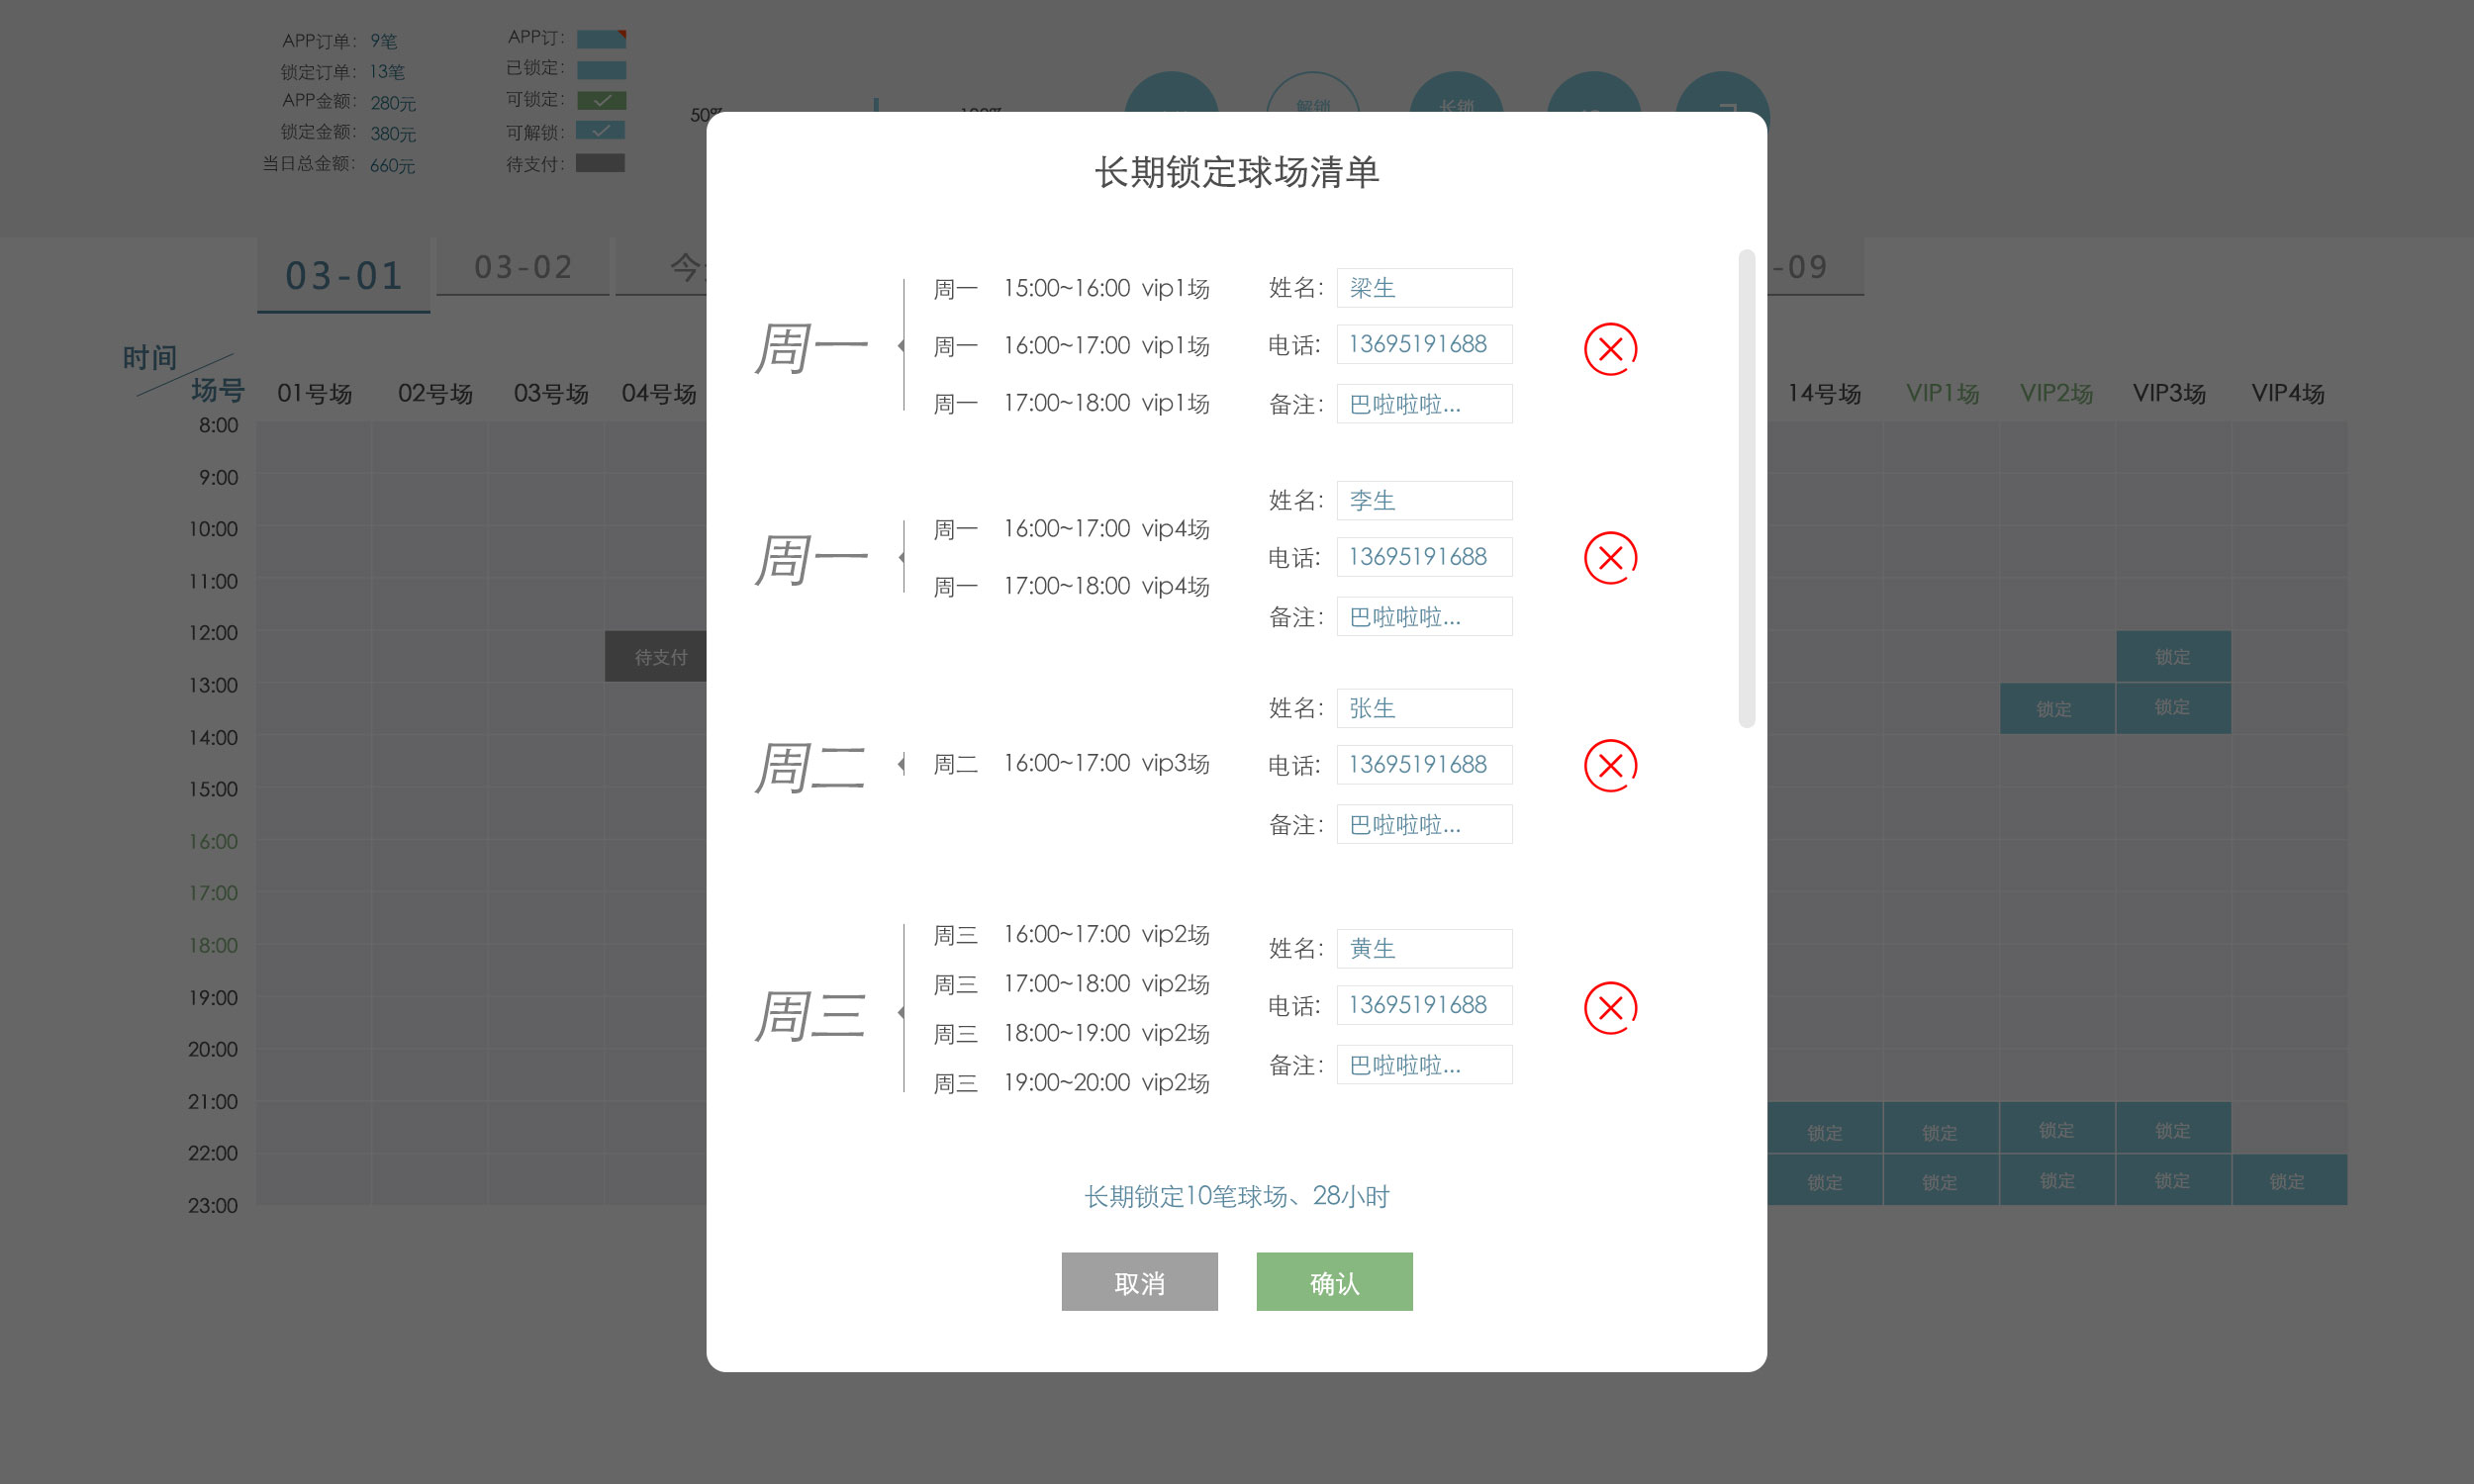 APP订单: 9笔
锁定订单: 13笔
APP金额: 280元
锁定金额: 380元
当日总金额: 660元
APP订:
已锁定:
可锁定:
可解锁:
待支付:
解锁
长锁
03-01
03-02
今
-09
时间
场号
01号场 02号场 03号场 04号场 14号场 VIP1场 VIP2场 VIP3场 VIP4场
8:00
9:00
10:00
11:00
12:00
13:00
14:00
15:00
16:00
17:00
18:00
19:00
20:00
21:00
22:00
23:00
待支付
锁定
锁定 锁定
锁定 锁定 锁定 锁定
锁定 锁定 锁定 锁定 锁定
长期锁定球场清单
周一
周一 15:00~16:00 vip1场
周一 16:00~17:00 vip1场
周一 17:00~18:00 vip1场
姓名: 梁生
电话: 13695191688
备注: 巴啦啦啦...
周一
周一 16:00~17:00 vip4场
周一 17:00~18:00 vip4场
姓名: 李生
电话: 13695191688
备注: 巴啦啦啦...
周二
周二 16:00~17:00 vip3场
姓名: 张生
电话: 13695191688
备注: 巴啦啦啦...
周三
周三 16:00~17:00 vip2场
周三 17:00~18:00 vip2场
周三 18:00~19:00 vip2场
周三 19:00~20:00 vip2场
姓名: 黄生
电话: 13695191688
备注: 巴啦啦啦...
长期锁定10笔球场、28小时
取消 确认